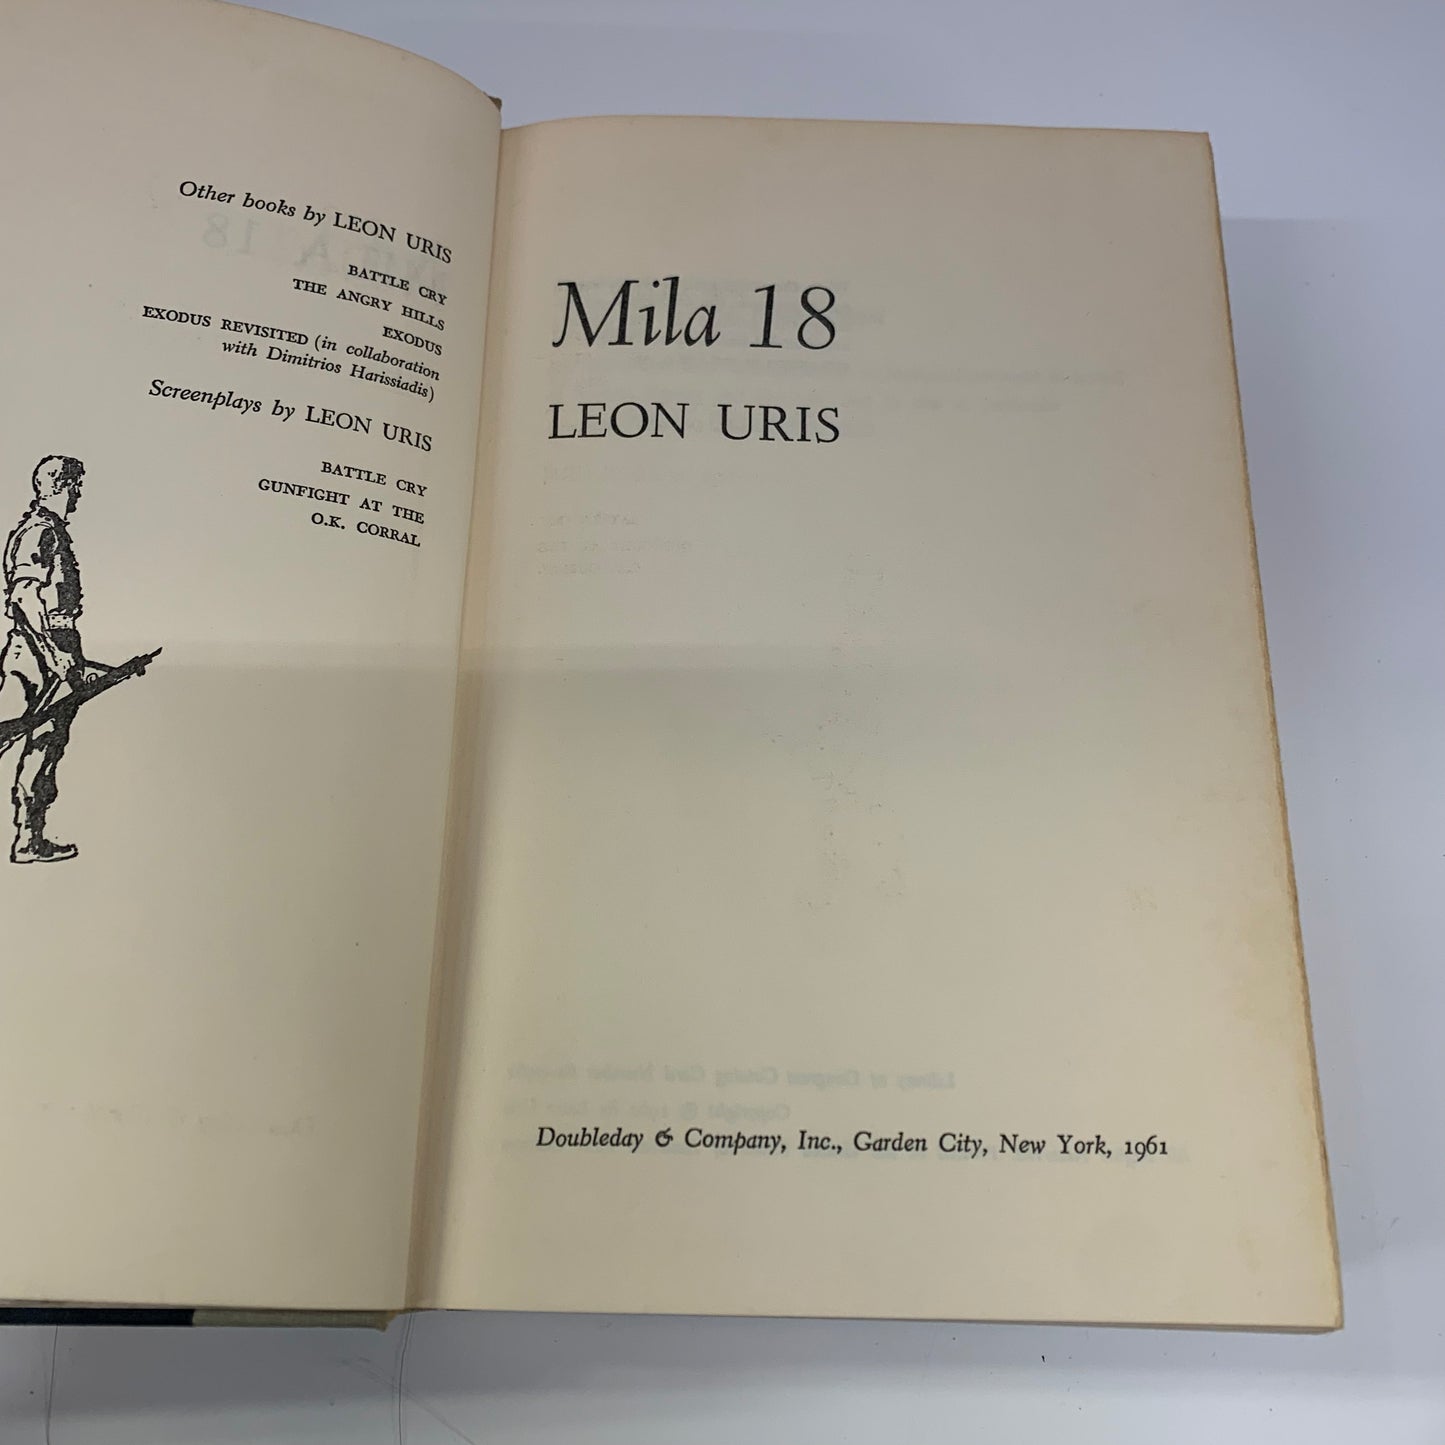 Other books by LEON URIS
BATTLE CRY
THE ANGRY HILLS
EXODUS
EXODUS REVISITED (in collaboration
with Dimitrios Harissiadis)
Screenplays by LEON URIS
BATTLE CRY
GUNFIGHT AT THE
O.K. CORRAL
Mila 18
LEON URIS
Doubleday & Company, Inc., Garden City, New York, 1961